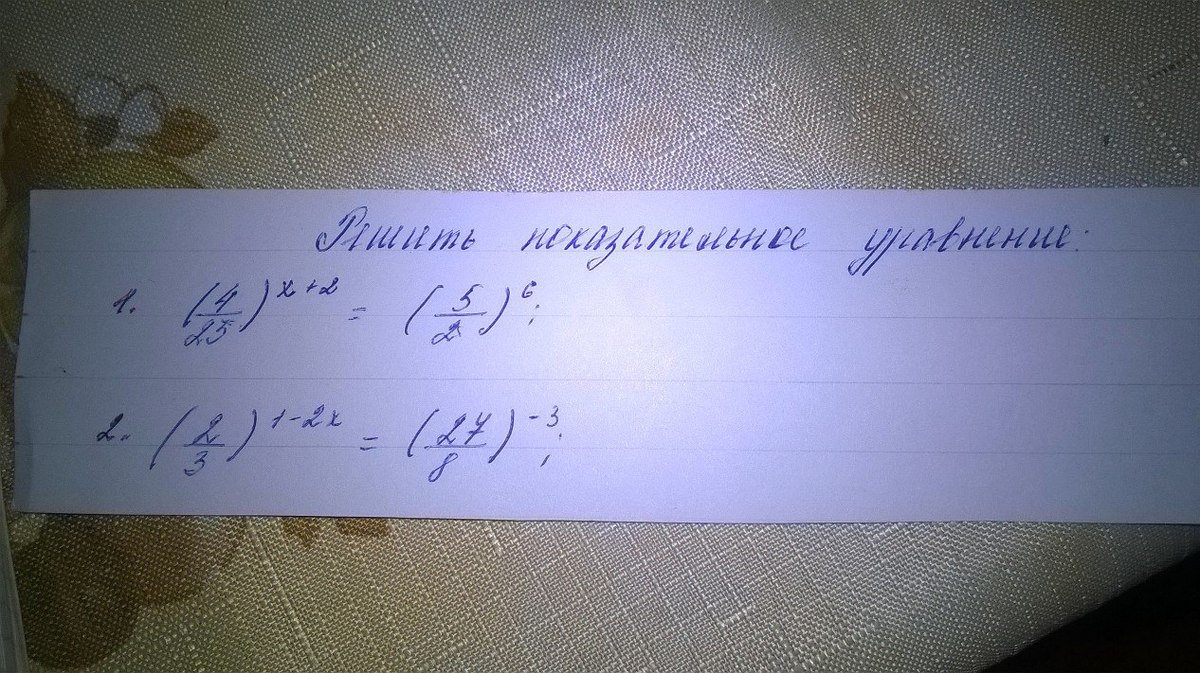 Решить показательное уравнение:
1. (4/25)^(x+2) = (5/2)^6;
2. (2/3)^(1-2x) = (27/8)^(-3);